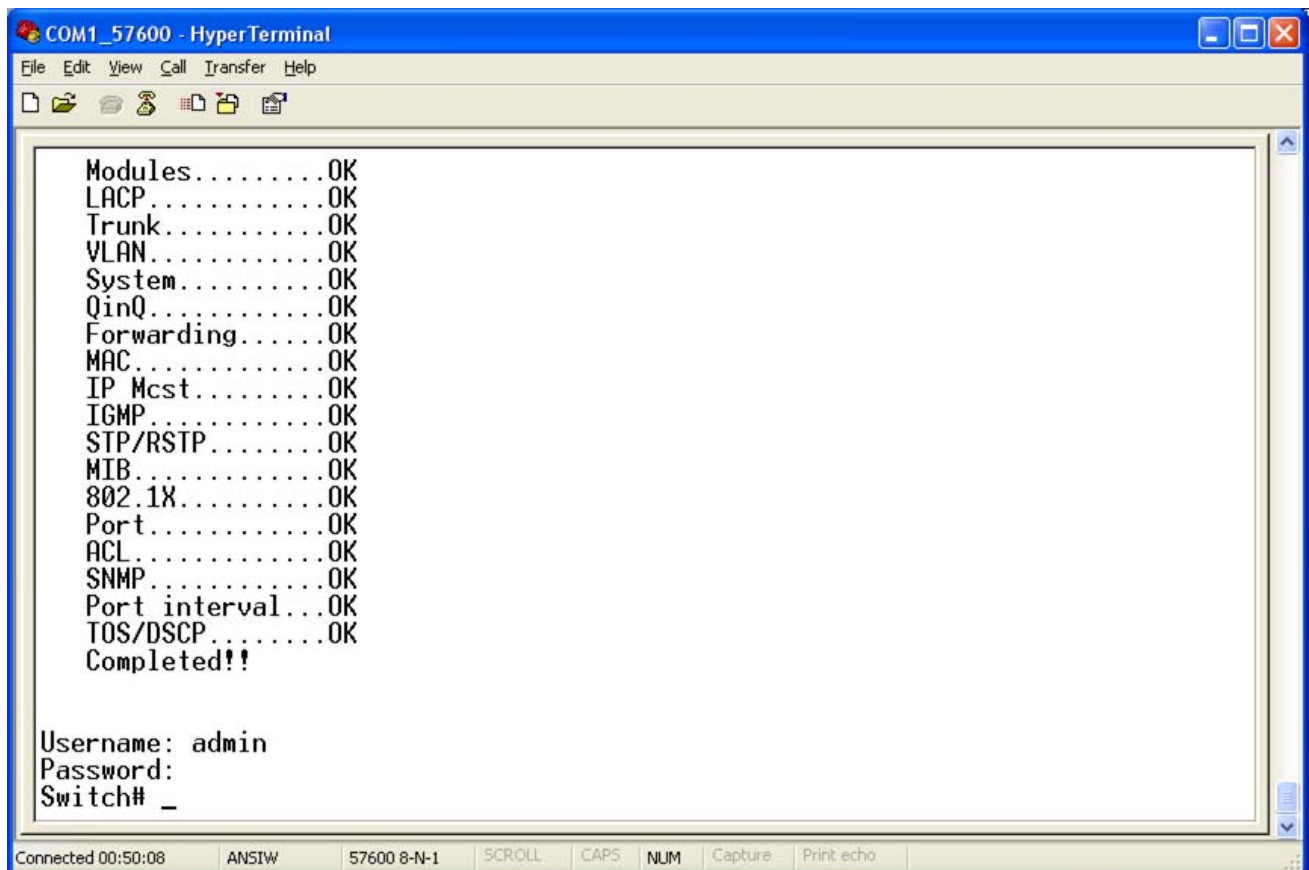 COM1_57600 - HyperTerminal
File Edit View Call Transfer Help
Modules.........OK
LACP............OK
Trunk...........OK
VLAN............OK
System..........OK
QinQ............OK
Forwarding......OK
MAC.............OK
IP Mcst.........OK
IGMP............OK
STP/RSTP........OK
MIB.............OK
802.1X..........OK
Port............OK
ACL.............OK
SNMP............OK
Port interval...OK
TOS/DSCP........OK
Completed!!
Username: admin
Password:
Switch# _
Connected 00:50:08 ANSIW 57600 8-N-1 SCROLL CAPS NUM Capture Print echo